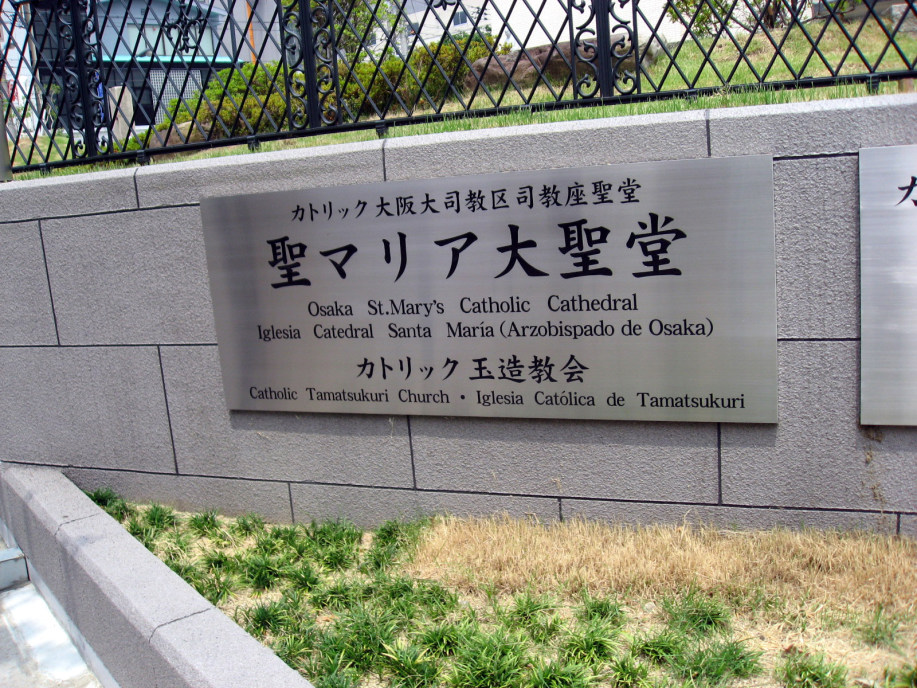 カトリック 大阪大司教区司教座聖堂
聖マリア大聖堂
Osaka St.Mary's Catholic Cathedral
Iglesia Catedral Santa María (Arzobispado de Osaka)
カトリック 玉造教会
Catholic Tamatsukuri Church・Iglesia Católica de Tamatsukuri